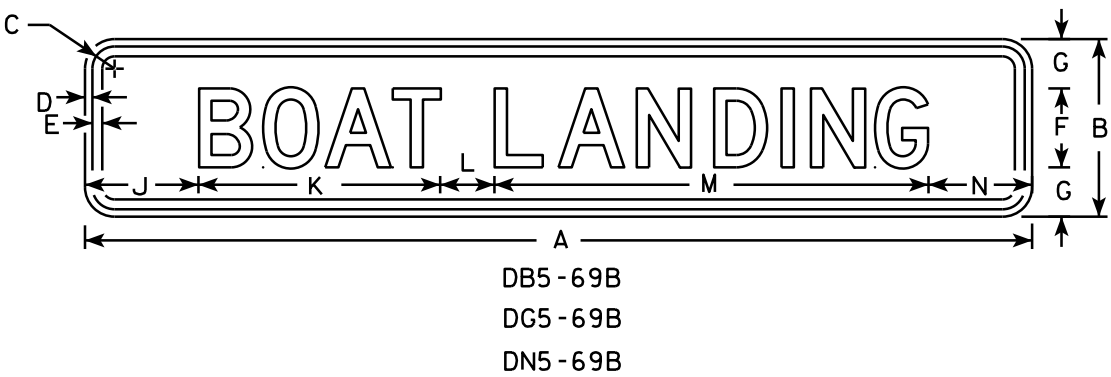 C
G
D
E
BOAT LANDING
F
B
L
J K M N
G
A
DB5-69B
DG5-69B
DN5-69B